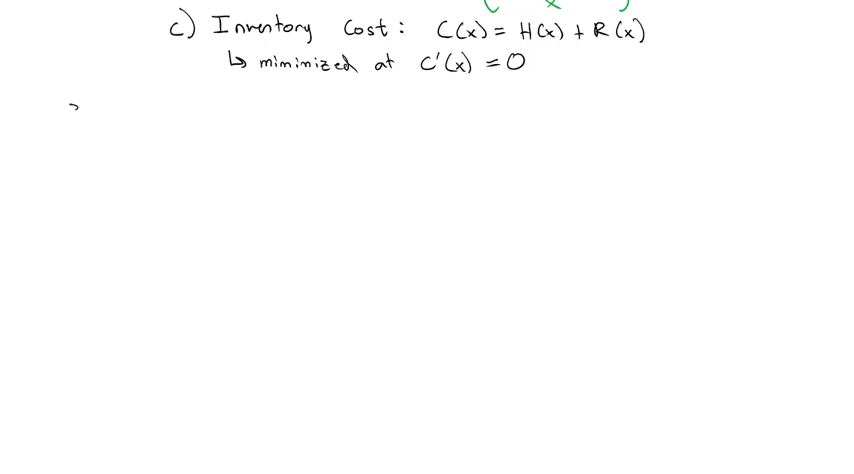 c) Inventory Cost: C(x) = H(x) + R(x)
↳ minimized at C'(x) = 0